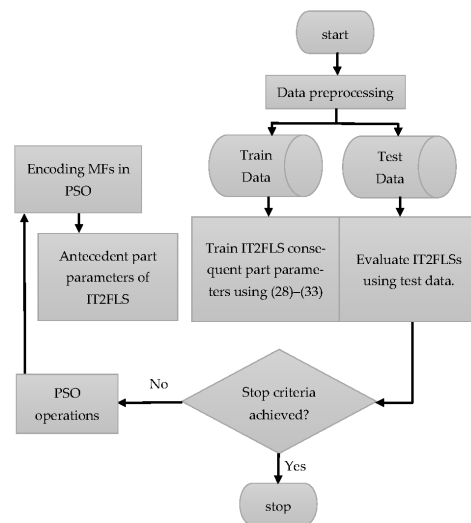 start
Data preprocessing
Train
Data
Test
Data
Encoding MFs in
PSO
Antecedent part
parameters of
IT2FLS
Train IT2FLS conse-
quent part parame-
ters using (28)–(33)
Evaluate IT2FLSs
using test data.
PSO
operations
No
Stop criteria
achieved?
Yes
stop